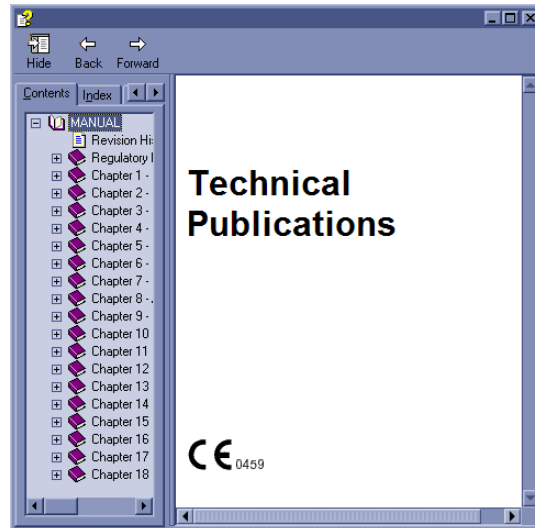 Hide Back Forward
Contents Index
MANUAL
Revision His
Regulatory I
Chapter 1 -
Chapter 2 -
Chapter 3 -
Chapter 4 -
Chapter 5 -
Chapter 6 -
Chapter 7 -
Chapter 8 - .
Chapter 9 -
Chapter 10
Chapter 11
Chapter 12
Chapter 13
Chapter 14
Chapter 15
Chapter 16
Chapter 17
Chapter 18
Technical
Publications
CE 0459